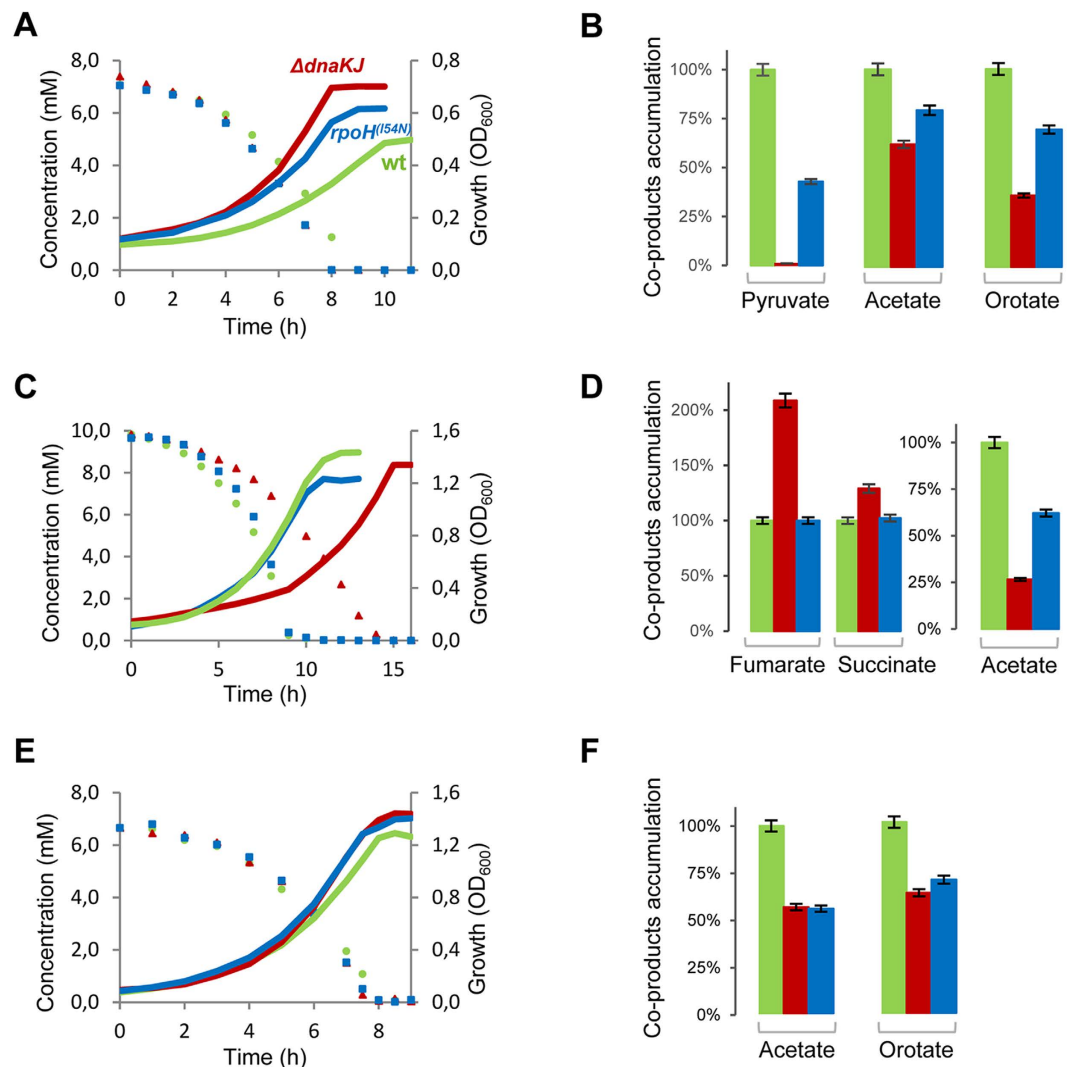 A
Concentration (mM)
8,0
6,0
4,0
2,0
0,0
0 2 4 6 8 10
Time (h)
0,8
0,6
0,4
0,2
0,0
Growth (OD600)
ΔdnaKJ
rpoH(I54N)
wt
B
Co-products accumulation
100%
75%
50%
25%
0%
Pyruvate Acetate Orotate
C
Concentration (mM)
10,0
8,0
6,0
4,0
2,0
0,0
0 5 10 15
Time (h)
1,6
1,2
0,8
0,4
0,0
Growth (OD600)
D
Co-products accumulation
200%
150%
100%
50%
0%
Fumarate Succinate
100%
75%
50%
25%
0%
Acetate
E
Concentration (mM)
8,0
6,0
4,0
2,0
0,0
0 2 4 6 8
Time (h)
1,6
1,2
0,8
0,4
0,0
Growth (OD600)
F
Co-products accumulation
100%
75%
50%
25%
0%
Acetate Orotate